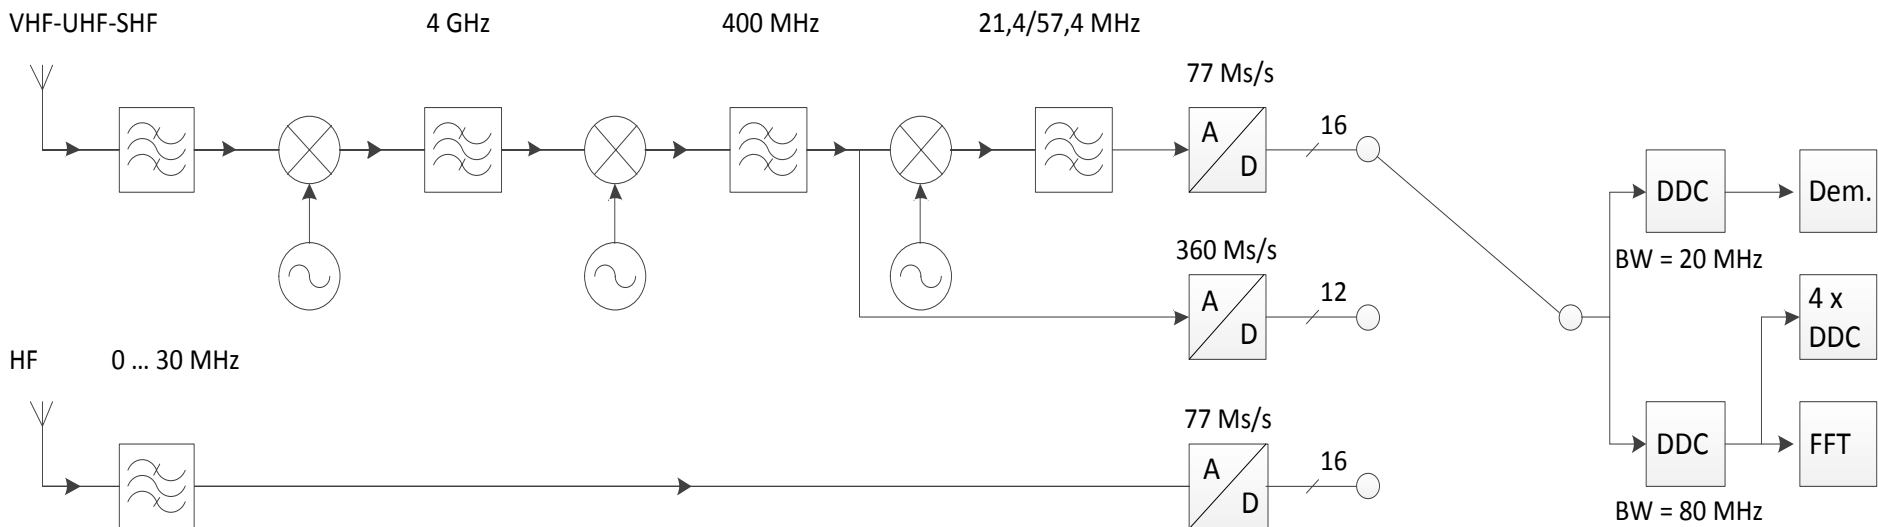 VHF-UHF-SHF
4 GHz
400 MHz
21,4/57,4 MHz
77 Ms/s
A
D
16
360 Ms/s
A
D
12
HF
0 ... 30 MHz
77 Ms/s
A
D
16
DDC
Dem.
BW = 20 MHz
4 x
DDC
DDC
FFT
BW = 80 MHz